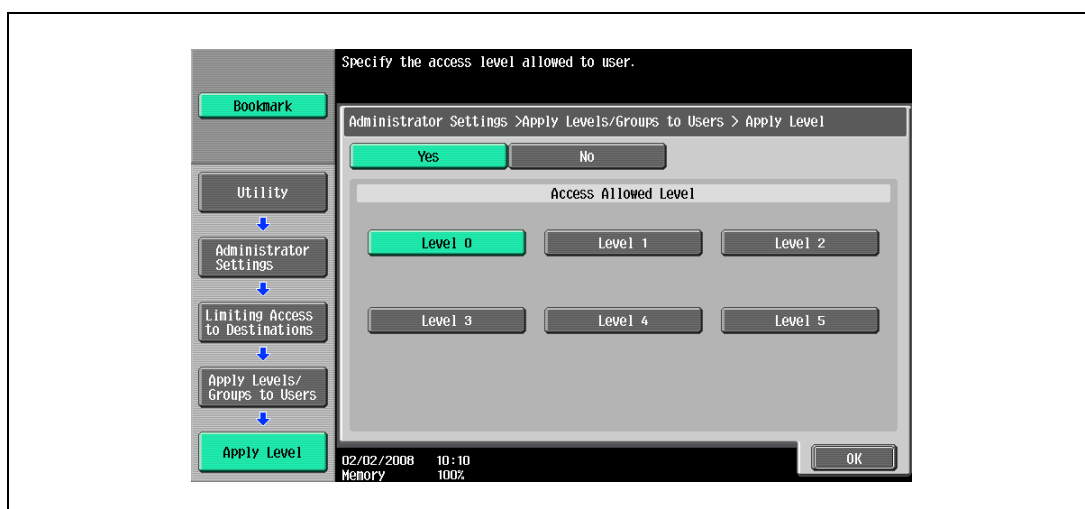 Specify the access level allowed to user.
Bookmark
Administrator Settings >Apply Levels/Groups to Users > Apply Level
Yes
No
Access Allowed Level
Level 0
Level 1
Level 2
Level 3
Level 4
Level 5
Utility
Administrator
Settings
Limiting Access
to Destinations
Apply Levels/
Groups to Users
Apply Level
02/02/2008 10:10
Memory 100%
OK